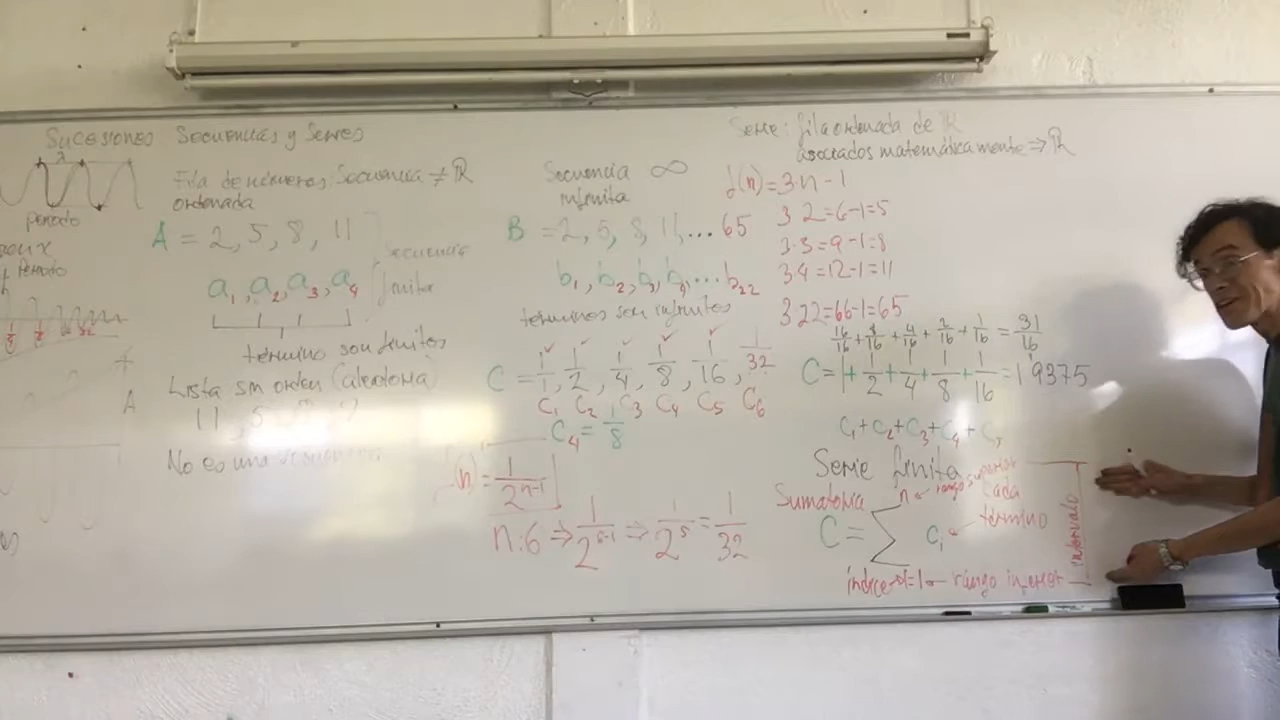 Sucesiones Secuencias y Series
λ
periodo
Fila de números: Secuencia ≠ ℝ
ordenada
A = 2, 5, 8, 11
secuencia
finita
a₁, a₂, a₃, a₄
término son finitos
Lista sin orden (aleatoria)
11, 5
No es una
Secuencia ∞
infinita
B = 2, 5, 8, 11, ... 65
b₁, b₂, b₃, b₄, ... b₂₂
términos son infinitos
C = 1/1, 1/2, 1/4, 1/8, 1/16, 1/32
C₁ C₂ C₃ C₄ C₅ C₆
C₄ = 1/8
(n) = 1/2ⁿ⁻¹
n:6 ⇒ 1/2⁶⁻¹ ⇒ 1/2⁵ = 1/32
Serie: fila ordenada de ℝ
asociados matemáticamente ⇒ ℝ
f(n) = 3·n - 1
3·2=6-1=5
3·3=9-1=8
3·4=12-1=11
3·22=66-1=65
16/16 + 8/16 + 4/16 + 2/16 + 1/16 = 31/16
C = 1 + 1/2 + 1/4 + 1/8 + 1/16 = 1'9375
C₁ + C₂ + C₃ + C₄ + C₅
Serie finita
Sumatoria
n ← rango superior
cada
término
C = Σ Cᵢ
índice → i=1 ← rango inferior
intervalo